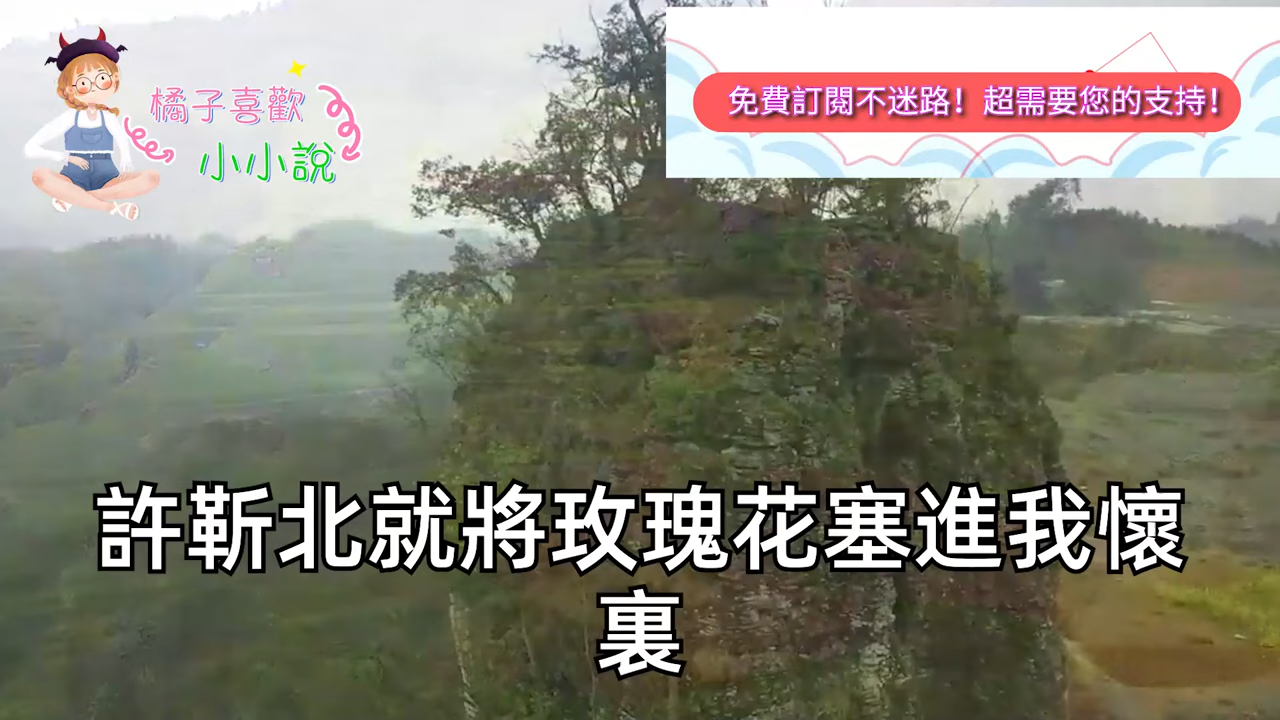 橘子喜歡
小小說
免費訂閱不迷路！超需要您的支持！
許靳北就將玫瑰花塞進我懷
裏